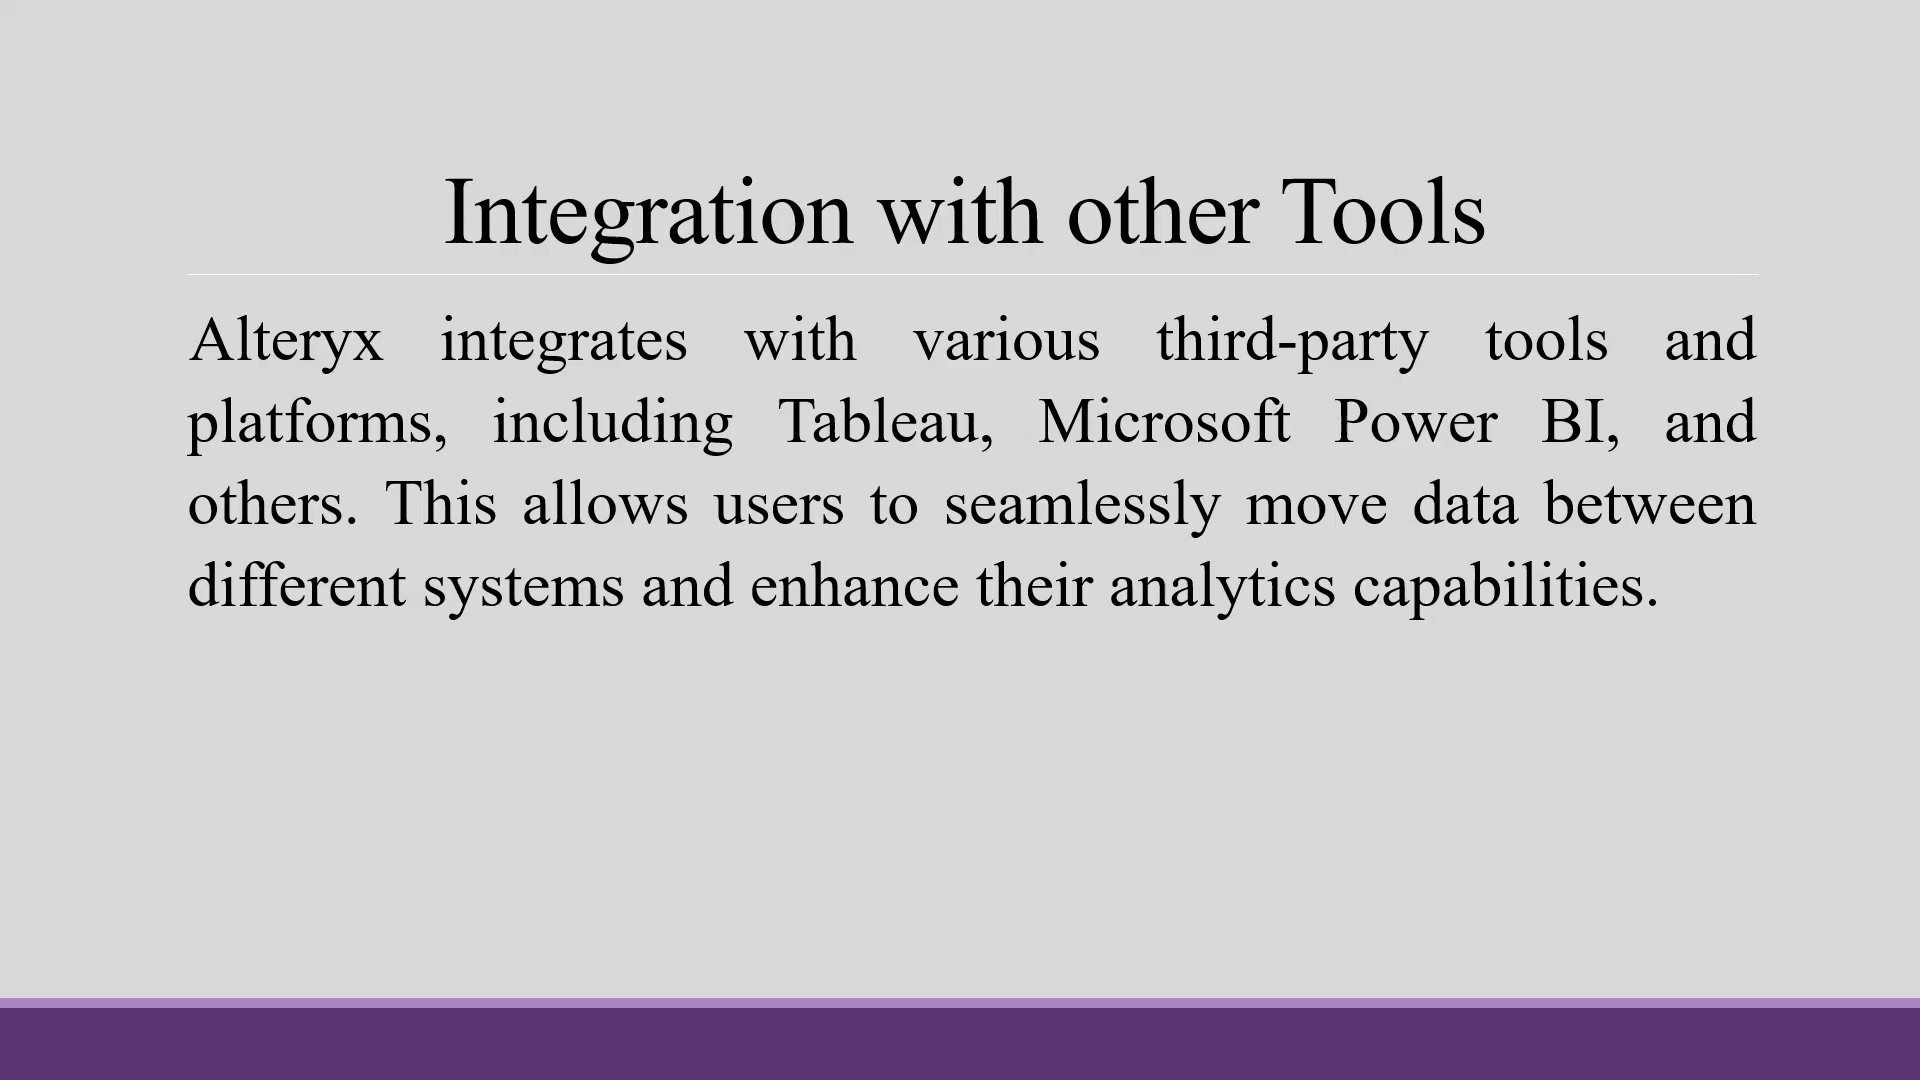 Integration with other Tools
Alteryx integrates with various third-party tools and
platforms, including Tableau, Microsoft Power BI, and
others. This allows users to seamlessly move data between
different systems and enhance their analytics capabilities.